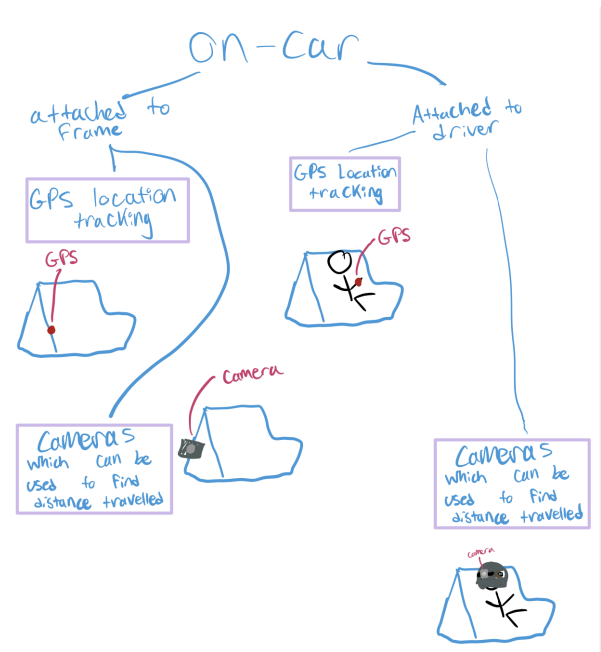 on-car
attached to
Frame
Attached to
driver
GPS location
tracking
GPS Location
tracking
GPS
GPS
camera
Cameras
which can be
used to find
distance travelled
Cameras
which can be
used to find
distance travelled
camera